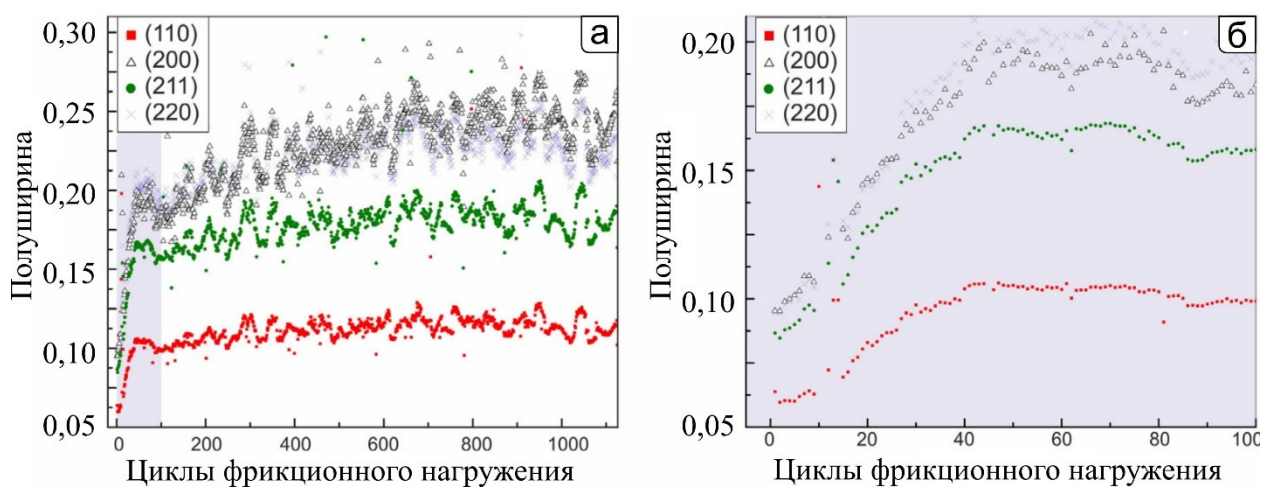 0,30
0,25
0,20
0,15
0,10
0,05
Полуширина
(110)
(200)
(211)
(220)
а
0 200 400 600 800 1000
Циклы фрикционного нагружения
0,20
0,15
0,10
0,05
Полуширина
(110)
(200)
(211)
(220)
б
0 20 40 60 80 100
Циклы фрикционного нагружения